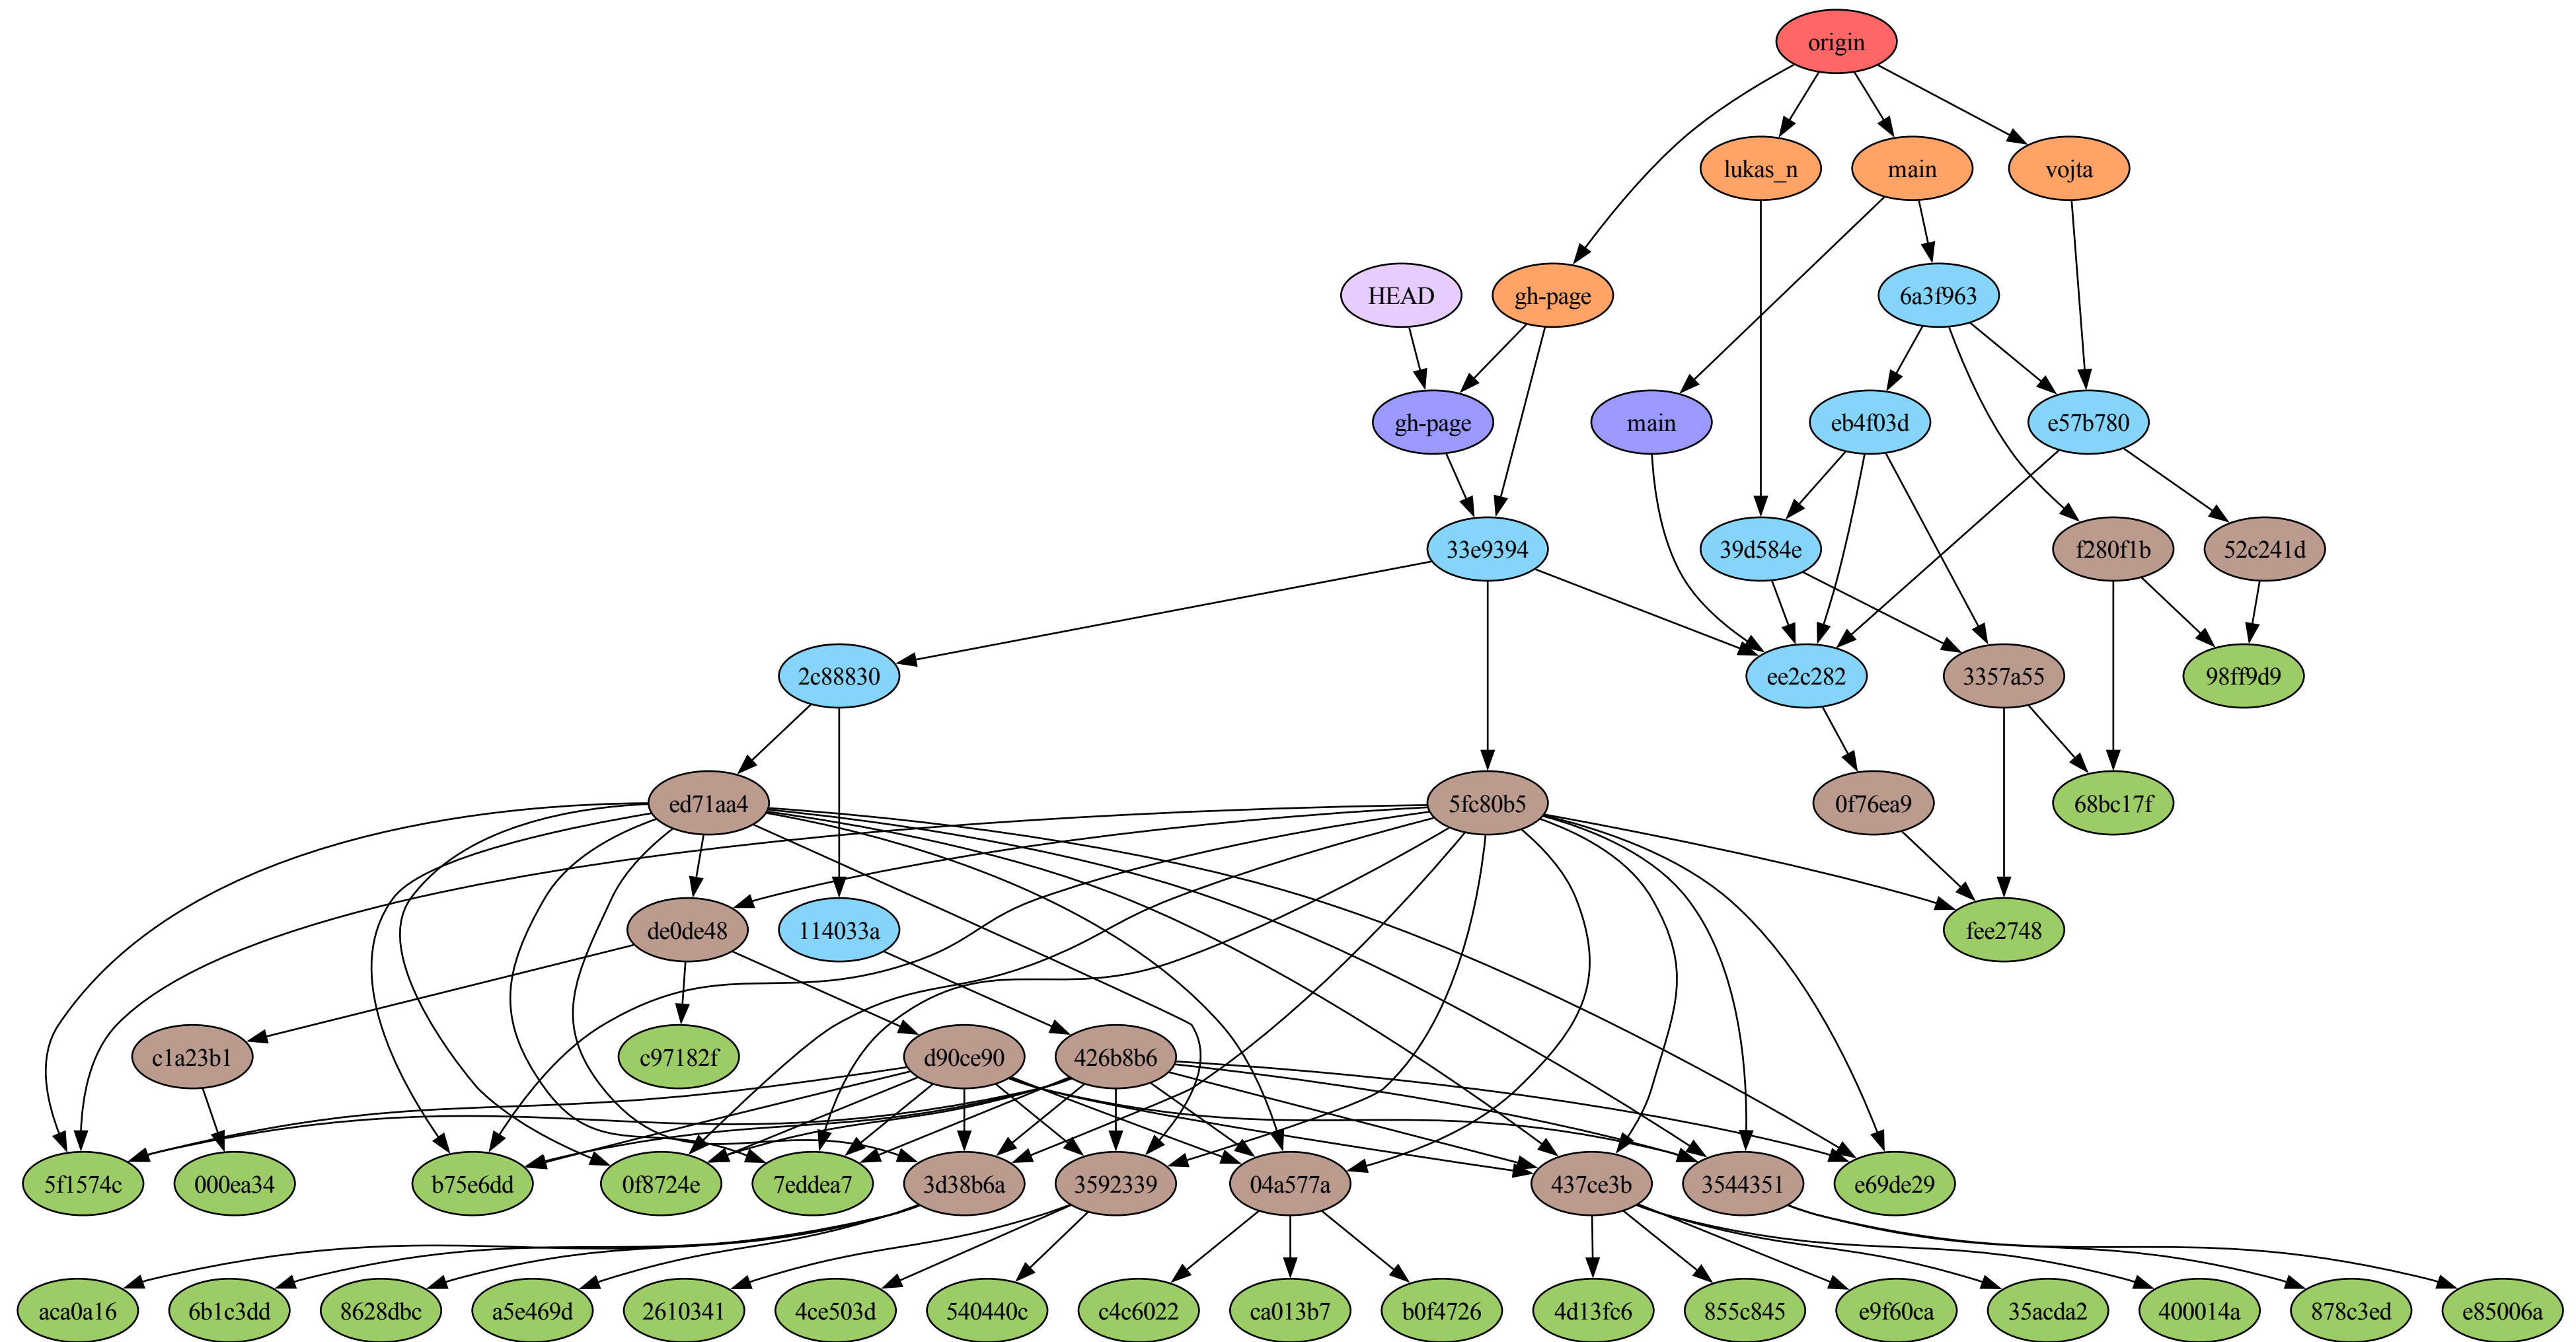 origin
lukas_n
main
vojta
HEAD
gh-page
6a3f963
gh-page
main
eb4f03d
e57b780
33e9394
39d584e
f280f1b
52c241d
2c88830
ee2c282
3357a55
98ff9d9
ed71aa4
5fc80b5
0f76ea9
68bc17f
de0de48
114033a
fee2748
c1a23b1
c97182f
d90ce90
426b8b6
5f1574c
000ea34
b75e6dd
0f8724e
7eddea7
3d38b6a
3592339
04a577a
437ce3b
3544351
e69de29
aca0a16
6b1c3dd
8628dbc
a5e469d
2610341
4ce503d
540440c
c4c6022
ca013b7
b0f4726
4d13fc6
855c845
e9f60ca
35acda2
400014a
878c3ed
e85006a